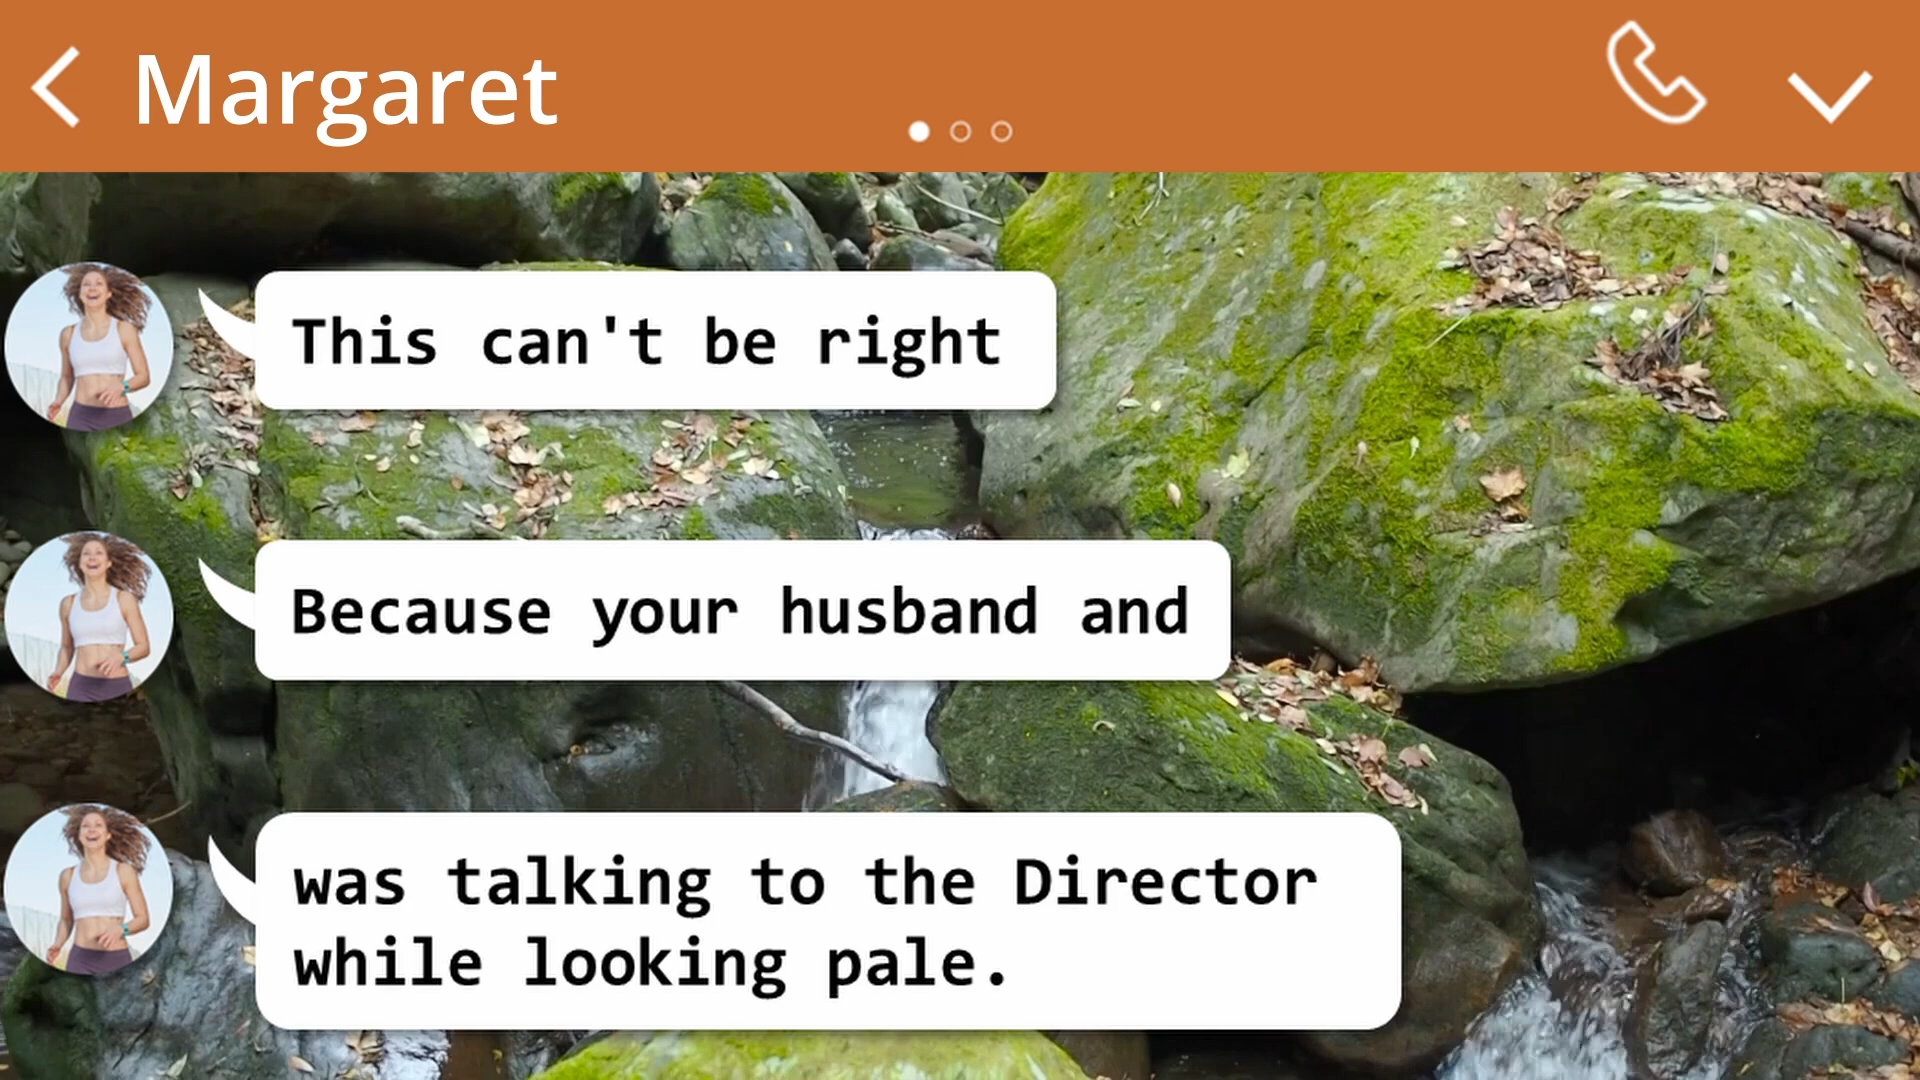 Margaret
This can't be right
Because your husband and
was talking to the Director
while looking pale.